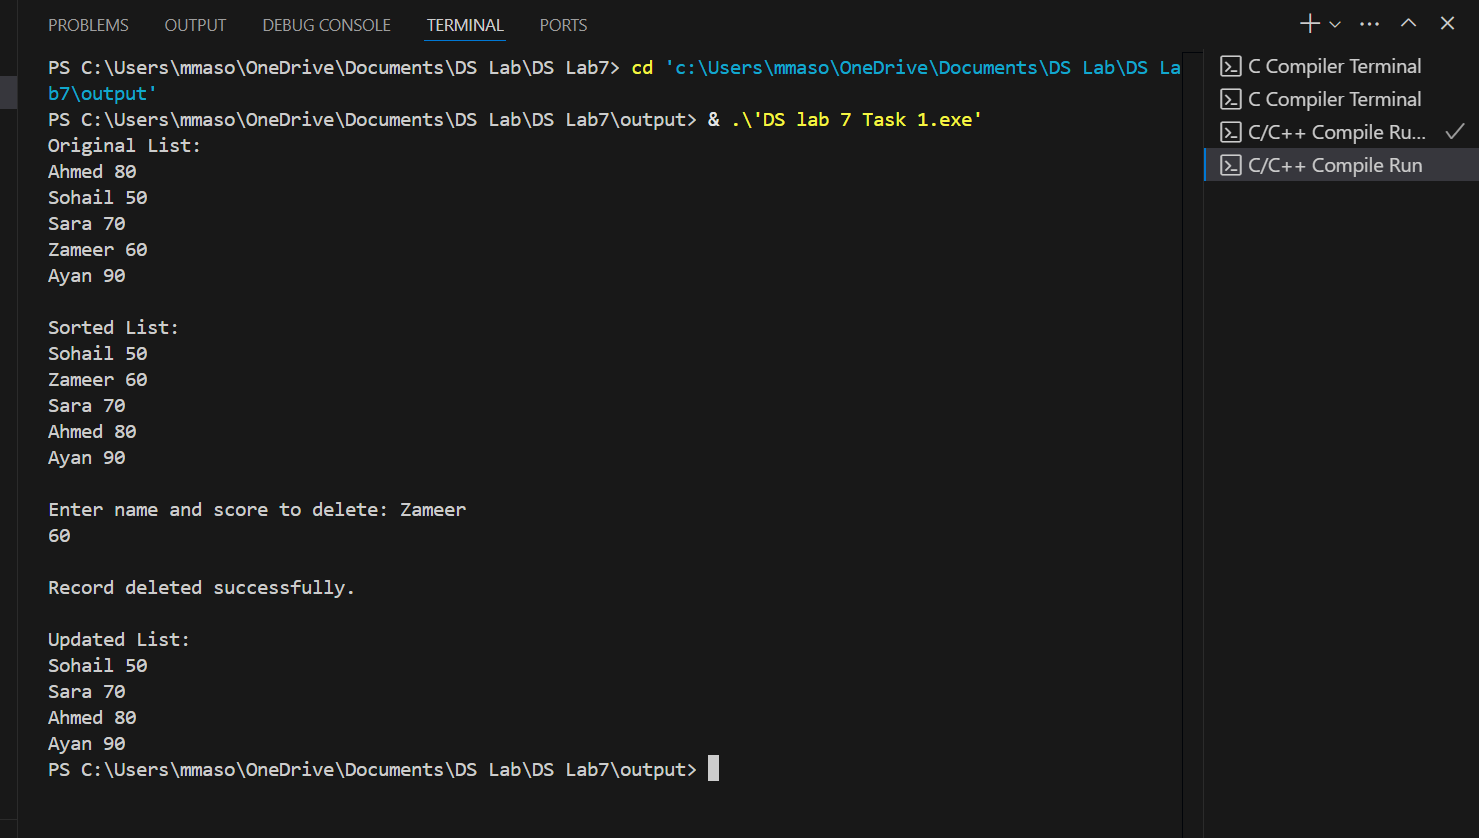 PROBLEMS OUTPUT DEBUG CONSOLE TERMINAL PORTS
PS C:\Users\mmaso\OneDrive\Documents\DS Lab\DS Lab7> cd 'c:\Users\mmaso\OneDrive\Documents\DS Lab\DS La
b7\output'
PS C:\Users\mmaso\OneDrive\Documents\DS Lab\DS Lab7\output> & .\'DS lab 7 Task 1.exe'
Original List:
Ahmed 80
Sohail 50
Sara 70
Zameer 60
Ayan 90

Sorted List:
Sohail 50
Zameer 60
Sara 70
Ahmed 80
Ayan 90

Enter name and score to delete: Zameer
60

Record deleted successfully.

Updated List:
Sohail 50
Sara 70
Ahmed 80
Ayan 90
PS C:\Users\mmaso\OneDrive\Documents\DS Lab\DS Lab7\output>
C Compiler Terminal
C Compiler Terminal
C/C++ Compile Ru...
C/C++ Compile Run